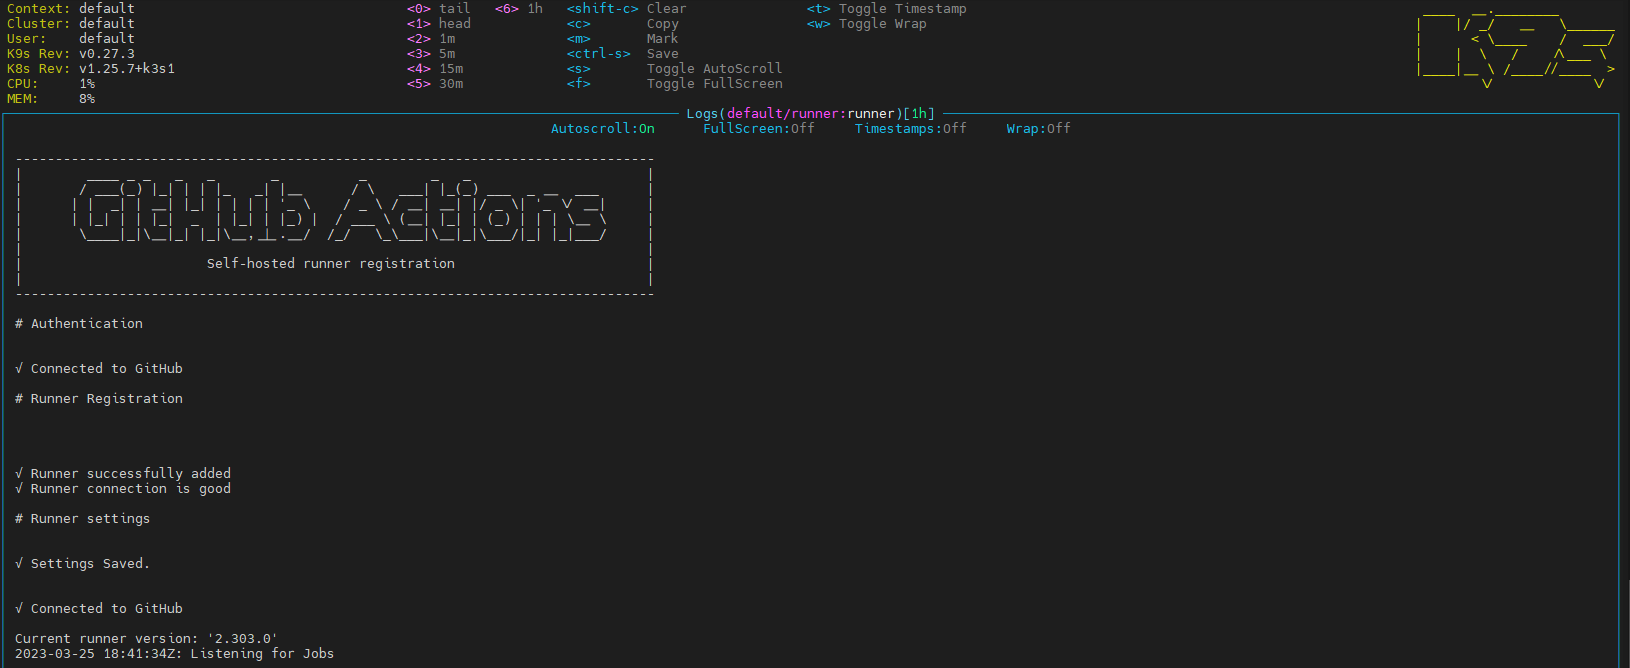 Context: default <0> tail <6> 1h <shift-c> Clear <t> Toggle Timestamp
Cluster: default <1> head <c> Copy <w> Toggle Wrap
User: default <2> 1m <m> Mark
K9s Rev: v0.27.3 <3> 5m <ctrl-s> Save
K8s Rev: v1.25.7+k3s1 <4> 15m <s> Toggle AutoScroll
CPU: 1% <5> 30m <f> Toggle FullScreen
MEM: 8%
K9s
Logs(default/runner:runner)[1h]
Autoscroll:On FullScreen:Off Timestamps:Off Wrap:Off
GitHub Actions
Self-hosted runner registration
# Authentication
√ Connected to GitHub
# Runner Registration
√ Runner successfully added
√ Runner connection is good
# Runner settings
√ Settings Saved.
√ Connected to GitHub
Current runner version: '2.303.0'
2023-03-25 18:41:34Z: Listening for Jobs